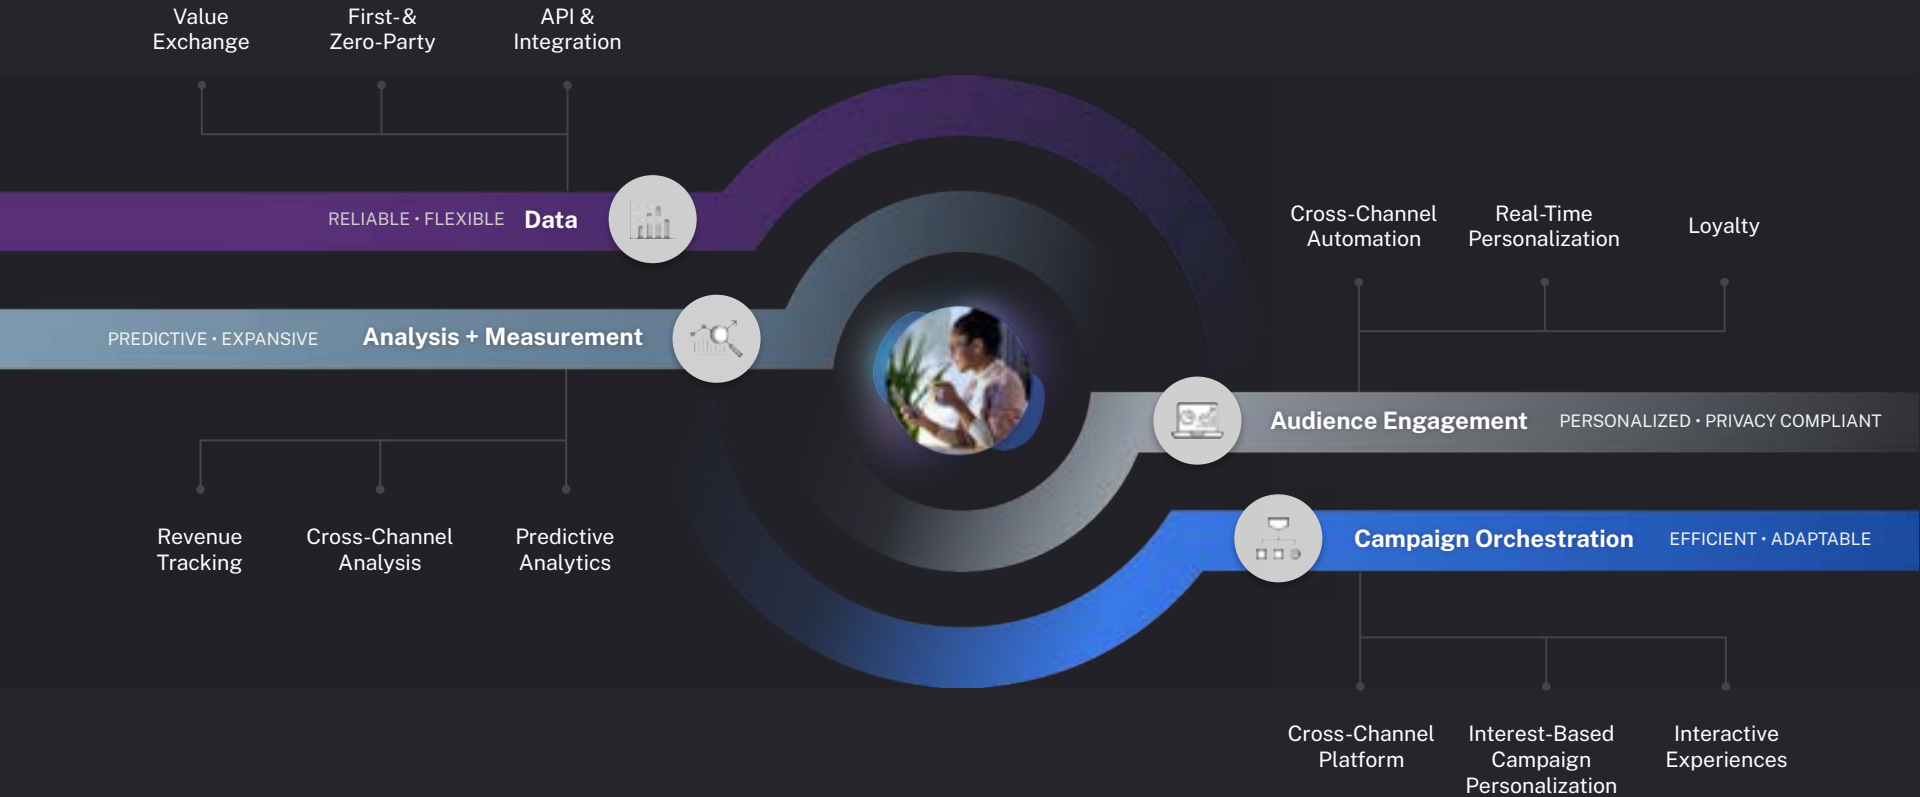 Value
Exchange
First-&
Zero-Party
API &
Integration
RELIABLE • FLEXIBLE Data
PREDICTIVE • EXPANSIVE Analysis + Measurement
Revenue
Tracking
Cross-Channel
Analysis
Predictive
Analytics
Cross-Channel
Automation
Real-Time
Personalization
Loyalty
Audience Engagement PERSONALIZED • PRIVACY COMPLIANT
Campaign Orchestration EFFICIENT • ADAPTABLE
Cross-Channel
Platform
Interest-Based
Campaign
Personalization
Interactive
Experiences